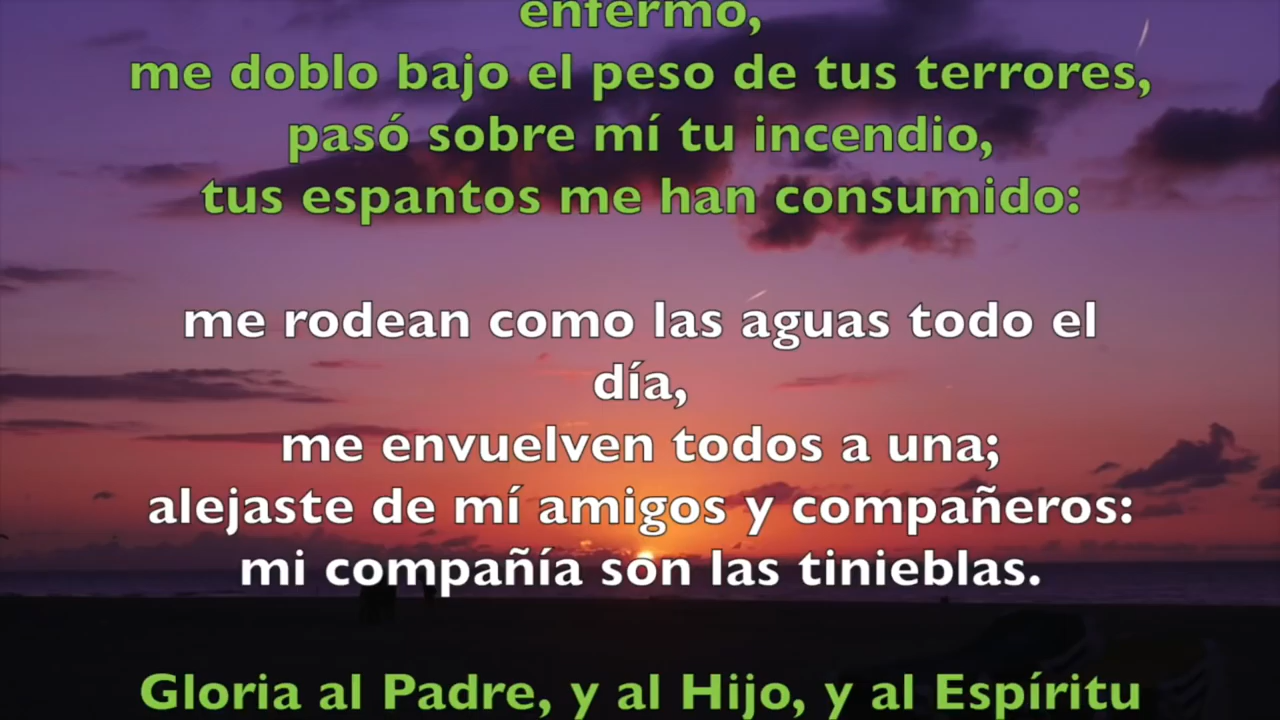 enfermo,
me doblo bajo el peso de tus terrores,
pasó sobre mí tu incendio,
tus espantos me han consumido:
me rodean como las aguas todo el
día,
me envuelven todos a una;
alejaste de mí amigos y compañeros:
mi compañía son las tinieblas.
Gloria al Padre, y al Hijo, y al Espíritu